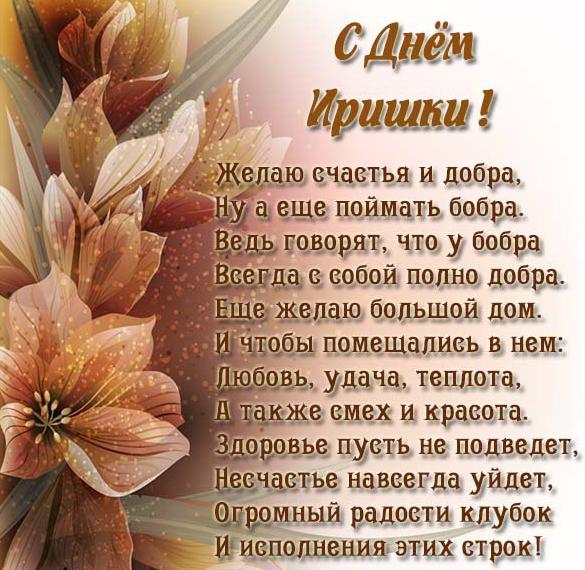 С Днём
Иришки !
Желаю счастья и добра,
Ну а еще поймать бобра.
Ведь говорят, что у бобра
Всегда с собой полно добра.
Еще желаю большой дом.
И чтобы помещались в нем:
Любовь, удача, теплота,
А также смех и красота.
Здоровье пусть не подведет,
Несчастье навсегда уйдет,
Огромный радости клубок
И исполнения этих строк!